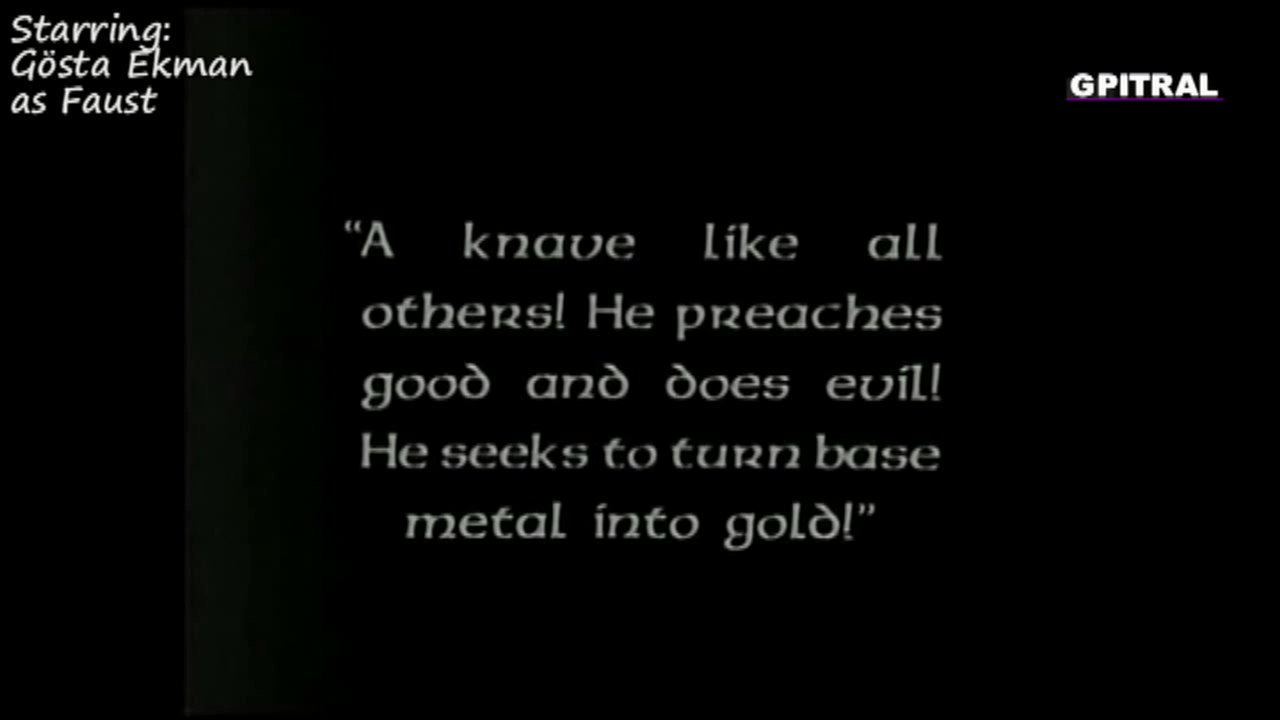 Starring:
Gösta Ekman
as Faust
GPITRAL
“A knave like all
others! He preaches
good and does evil!
He seeks to turn base
metal into gold!”